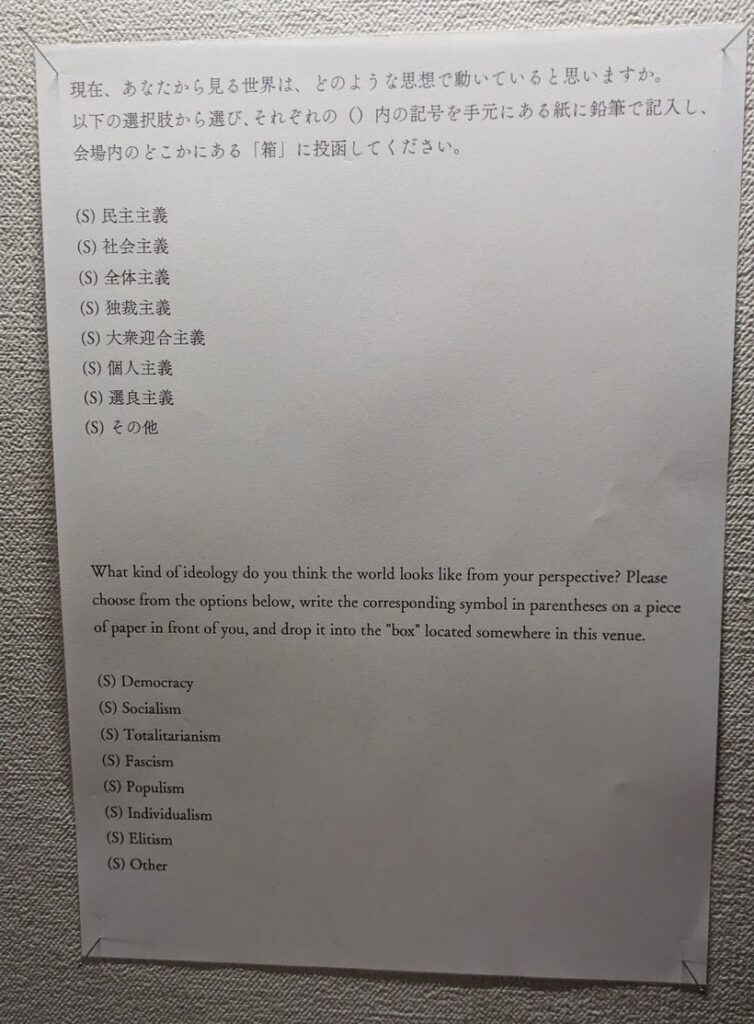 現在、あなたから見る世界は、どのような思想で動いていると思いますか。
以下の選択肢から選び、それぞれの（）内の記号を手元にある紙に鉛筆で記入し、
会場内のどこかにある「箱」に投函してください。
(S) 民主主義
(S) 社会主義
(S) 全体主義
(S) 独裁主義
(S) 大衆迎合主義
(S) 個人主義
(S) 選良主義
(S) その他
What kind of ideology do you think the world looks like from your perspective? Please
choose from the options below, write the corresponding symbol in parentheses on a piece
of paper in front of you, and drop it into the "box" located somewhere in this venue.
(S) Democracy
(S) Socialism
(S) Totalitarianism
(S) Fascism
(S) Populism
(S) Individualism
(S) Elitism
(S) Other